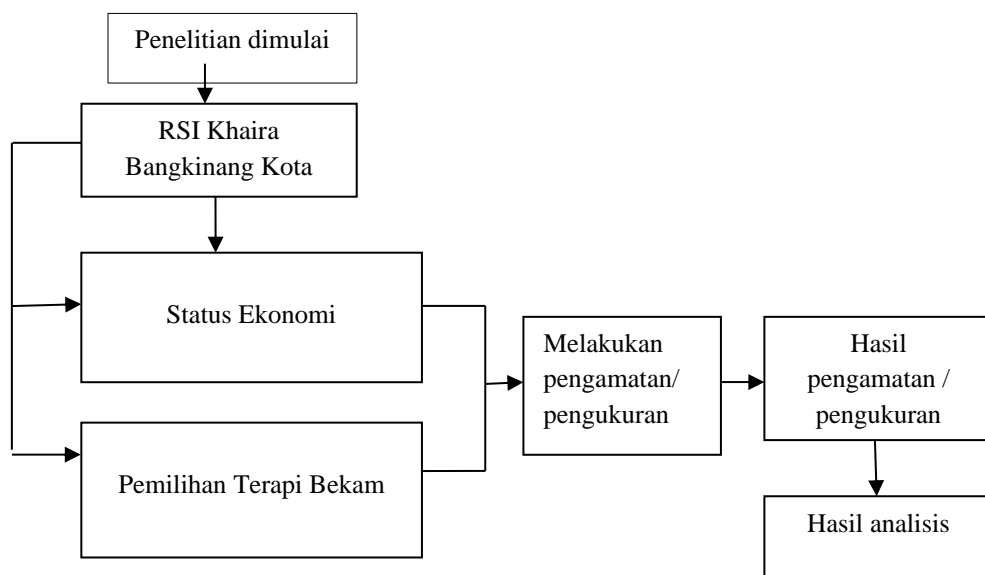 Penelitian dimulai
RSI Khaira
Bangkinang Kota
Status Ekonomi
Pemilihan Terapi Bekam
Melakukan
pengamatan/
pengukuran
Hasil
pengamatan /
pengukuran
Hasil analisis